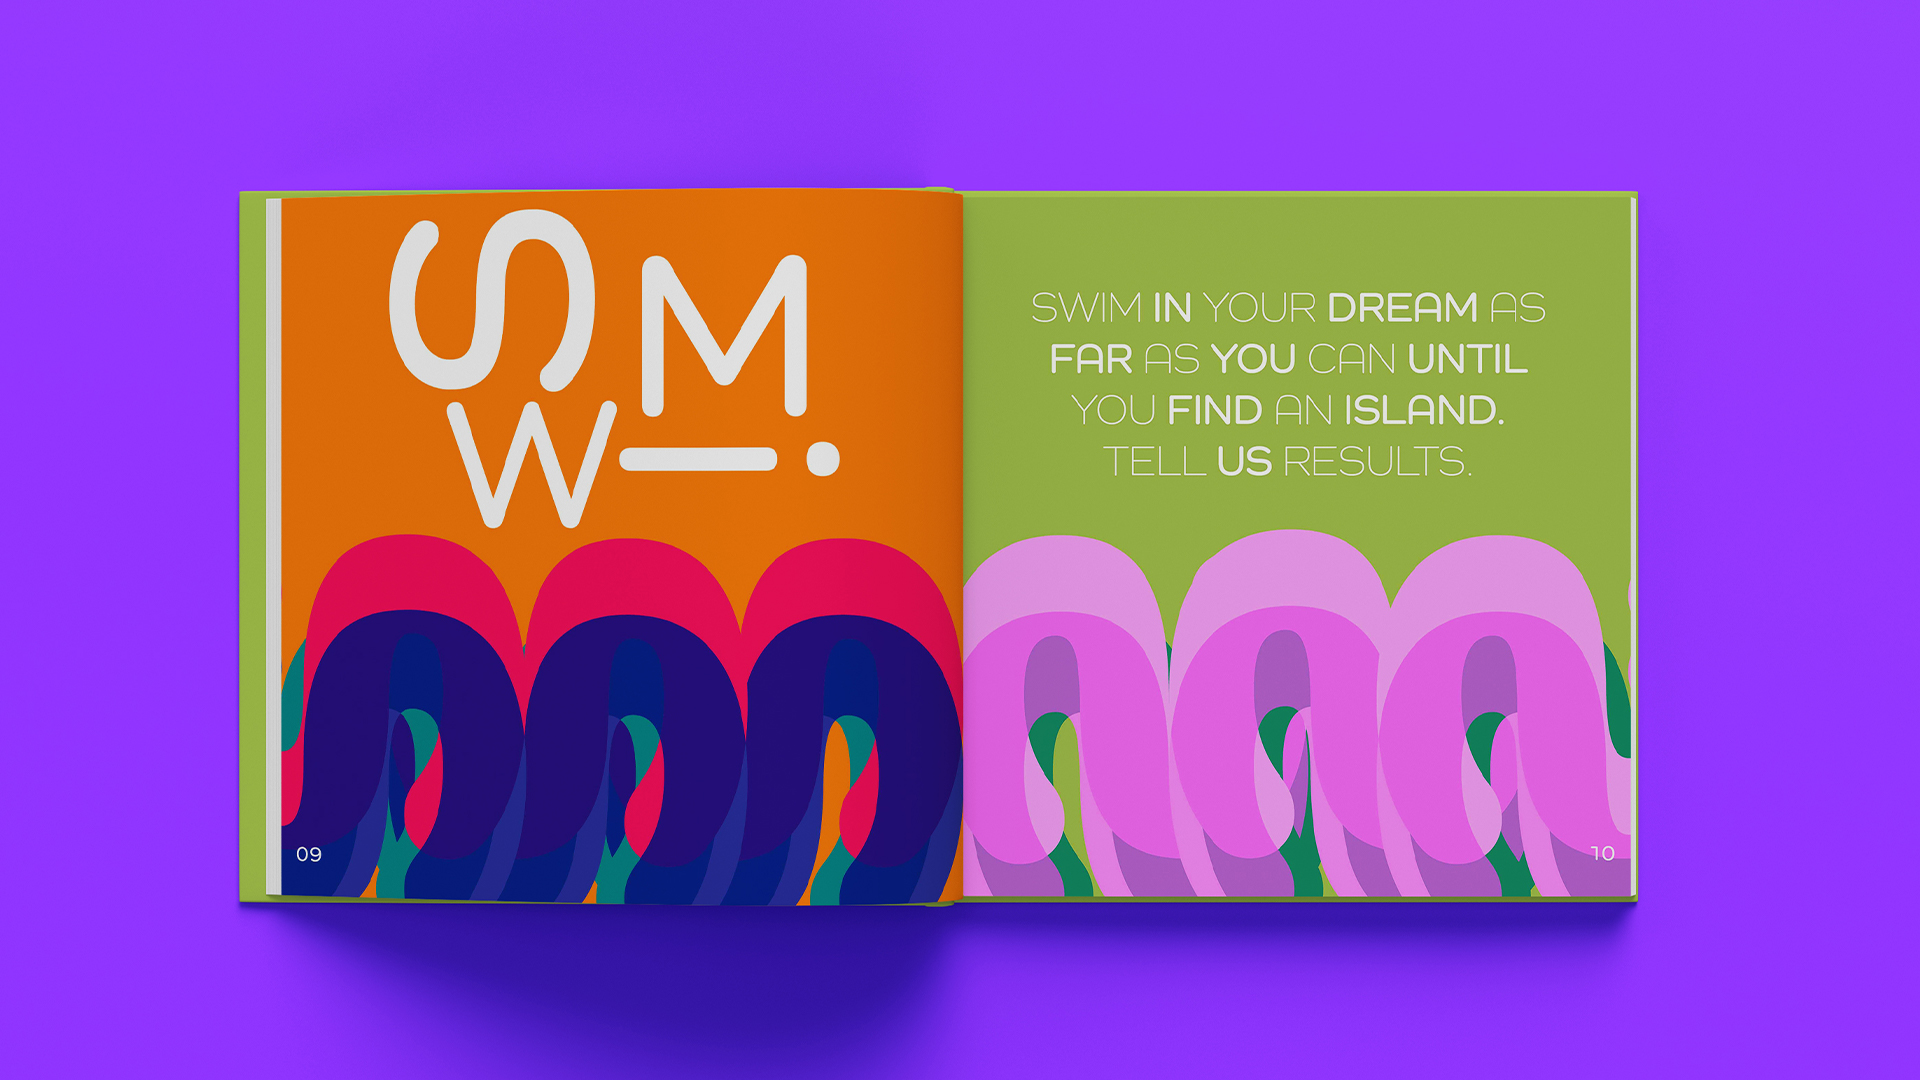 S M
W i
SWIM IN YOUR DREAM AS
FAR AS YOU CAN UNTIL
YOU FIND AN ISLAND.
TELL US RESULTS.
09
10